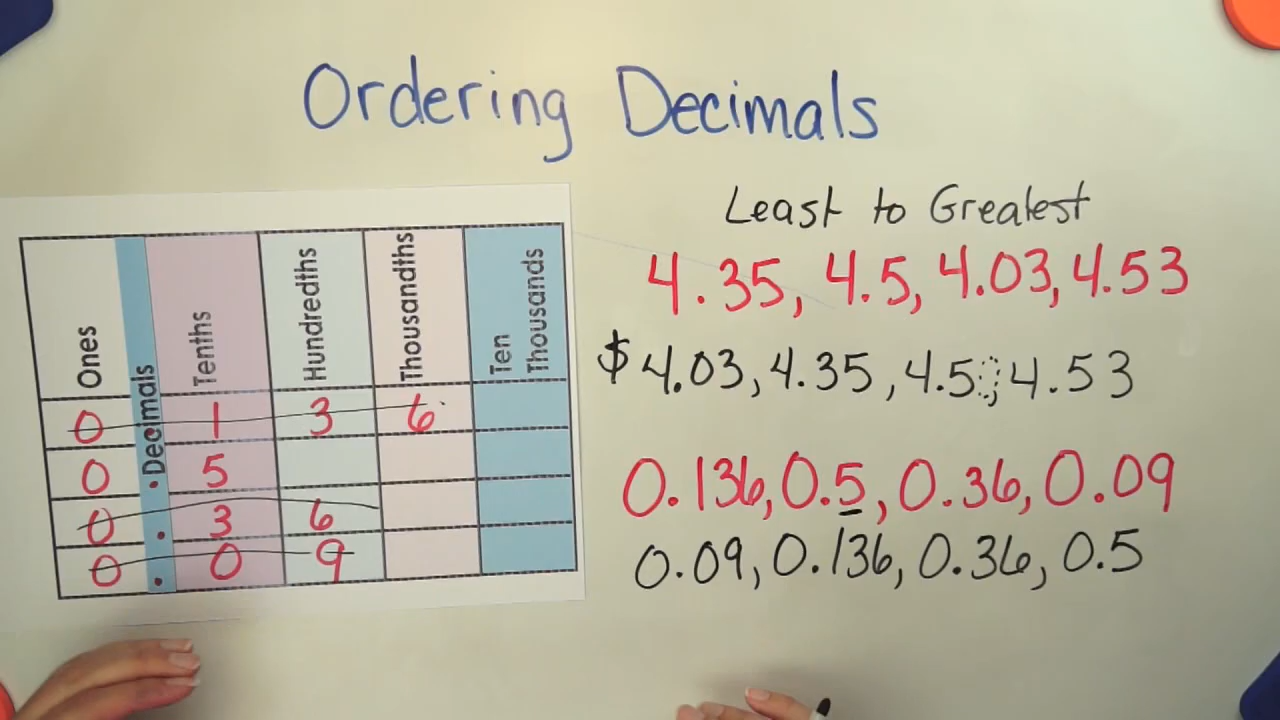 Ordering Decimals
Least to Greatest
4.35, 4.5, 4.03, 4.53
$4.03, 4.35, 4.5, 4.53
0.136, 0.5, 0.36, 0.09
0.09, 0.136, 0.36, 0.5
Ones Decimals Tenths Hundredths Thousandths Ten Thousands
0 1 3 6
0 . 5
0 . 3 6
0 . 0 9